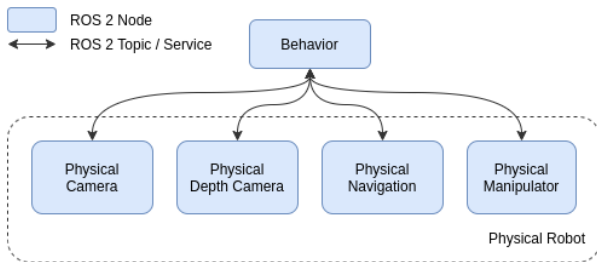 ROS 2 Node
ROS 2 Topic / Service
Behavior
Physical
Camera
Physical
Depth Camera
Physical
Navigation
Physical
Manipulator
Physical Robot